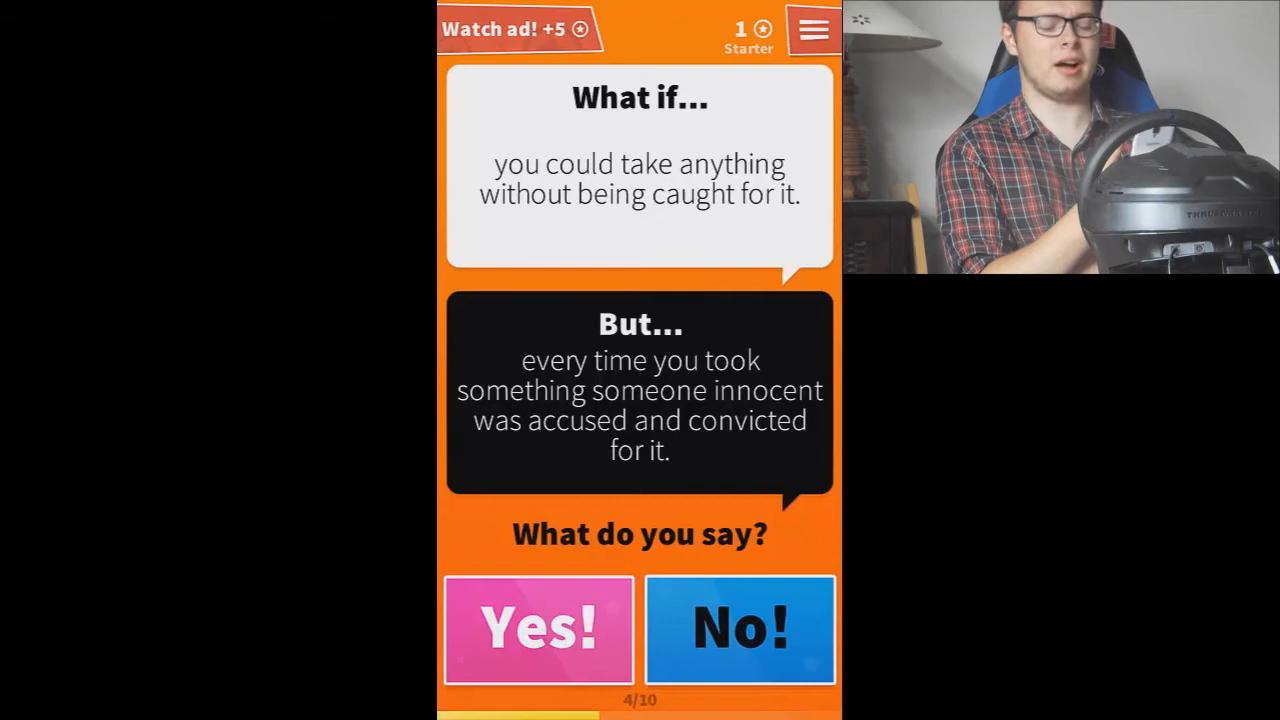 Watch ad! +5
1
Starter
What if...
you could take anything
without being caught for it.
But...
every time you took
something someone innocent
was accused and convicted
for it.
What do you say?
Yes!
No!
4/10